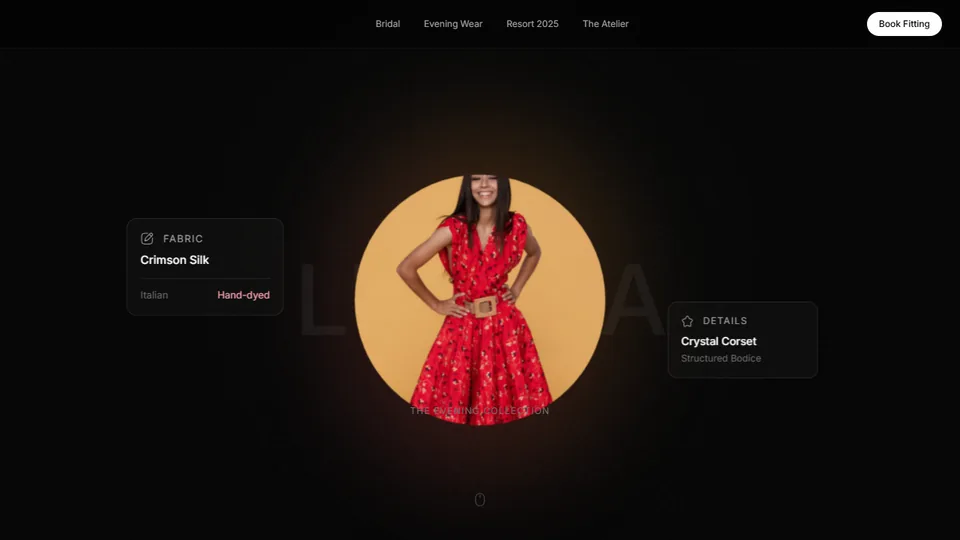 Bridal
Evening Wear
Resort 2025
The Atelier
Book Fitting
FABRIC
Crimson Silk
Italian
Hand-dyed
DETAILS
Crystal Corset
Structured Bodice
THE EVENING COLLECTION